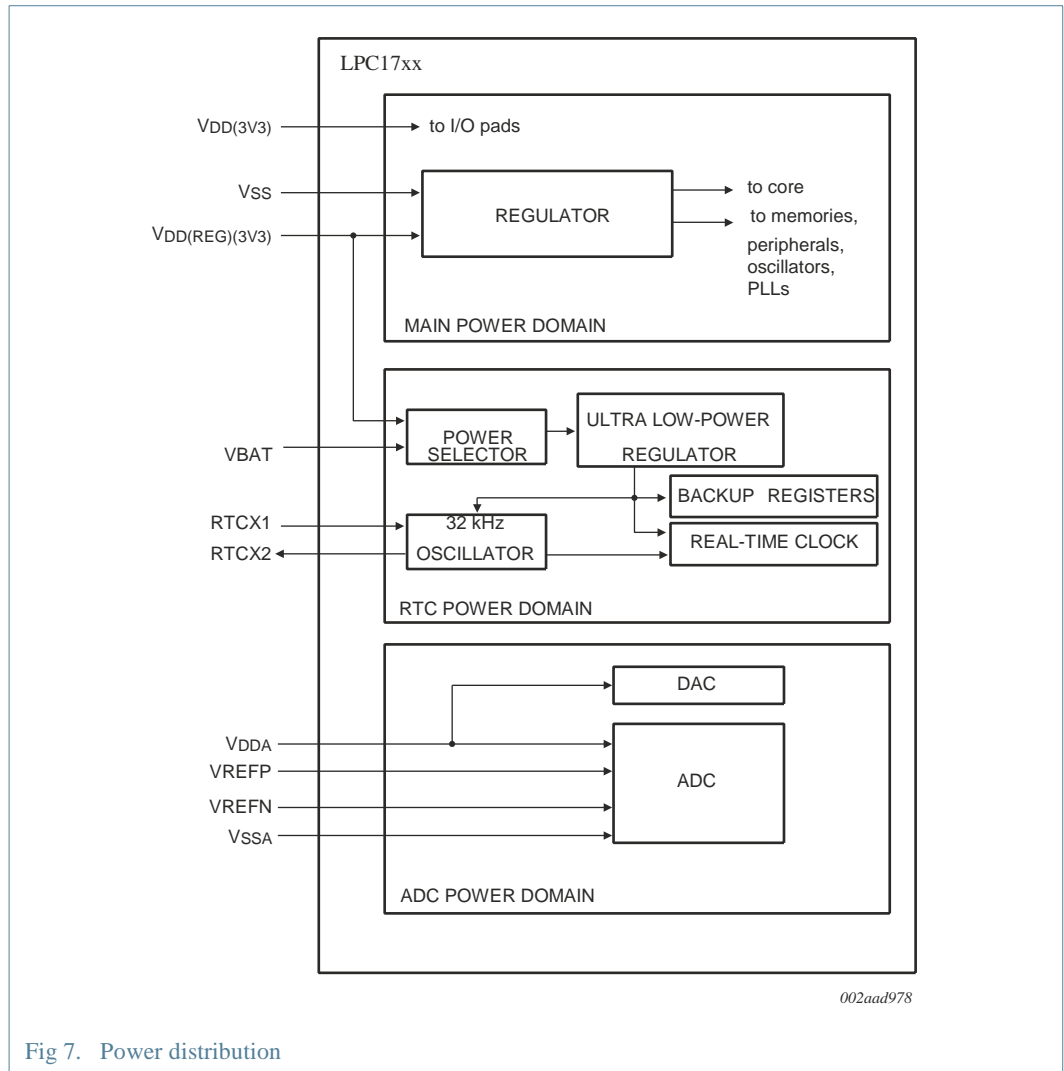 LPC17xx
VDD(3V3)
to I/O pads
VSS
REGULATOR
to core
VDD(REG)(3V3)
to memories,
peripherals,
oscillators,
PLLs
MAIN POWER DOMAIN
POWER
SELECTOR
ULTRA LOW-POWER
REGULATOR
VBAT
BACKUP REGISTERS
RTCX1
32 kHz
OSCILLATOR
REAL-TIME CLOCK
RTCX2
RTC POWER DOMAIN
DAC
VDDA
VREFP
ADC
VREFN
VSSA
ADC POWER DOMAIN
002aad978
Fig 7. Power distribution